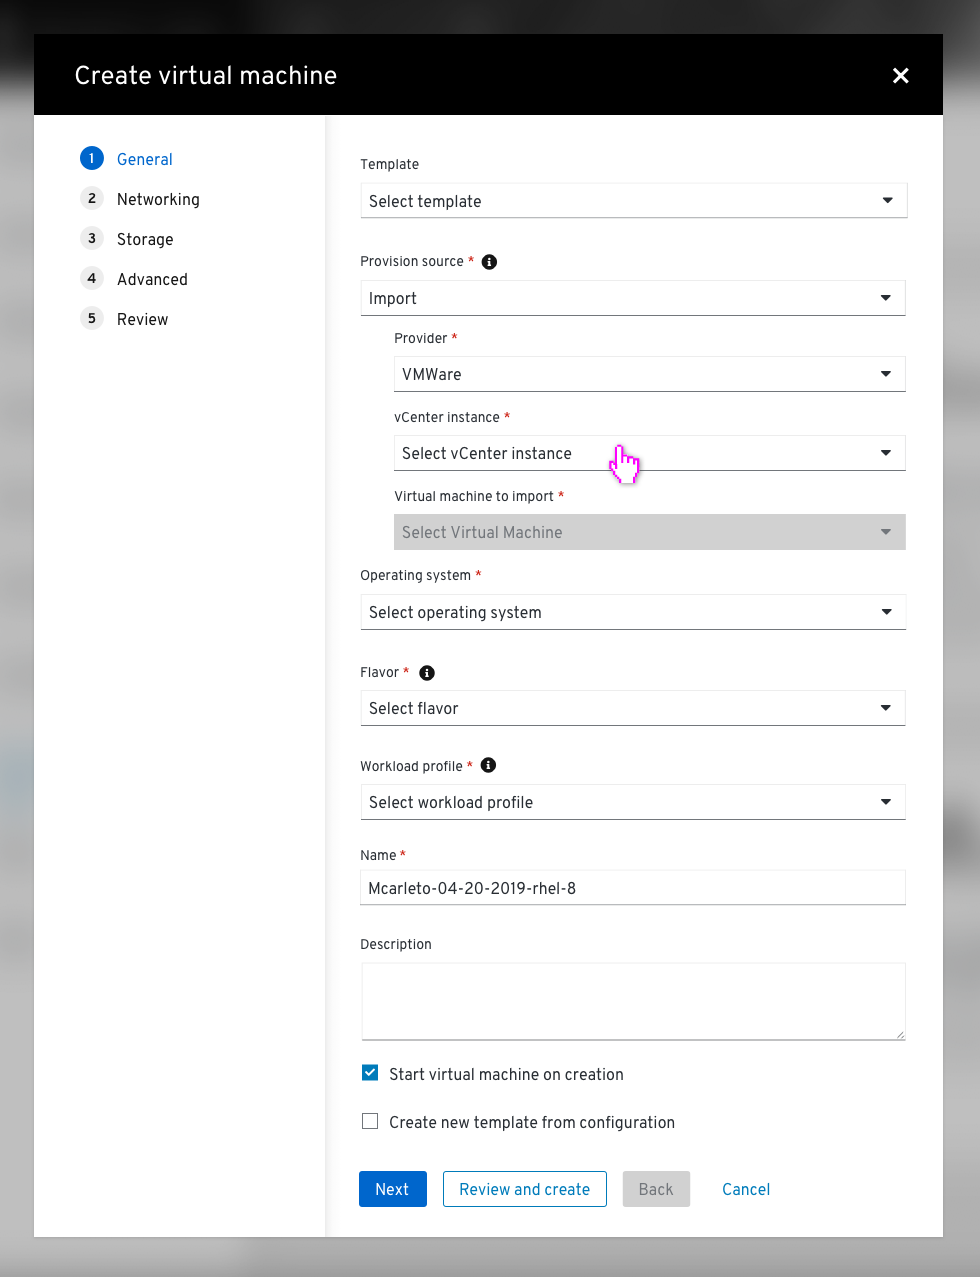 Create virtual machine
1 General
2 Networking
3 Storage
4 Advanced
5 Review
Template
Select template
Provision source *
Import
Provider *
VMWare
vCenter instance *
Select vCenter instance
Virtual machine to import *
Select Virtual Machine
Operating system *
Select operating system
Flavor *
Select flavor
Workload profile *
Select workload profile
Name *
Mcarleto-04-20-2019-rhel-8
Description
Start virtual machine on creation
Create new template from configuration
Next Review and create Back Cancel